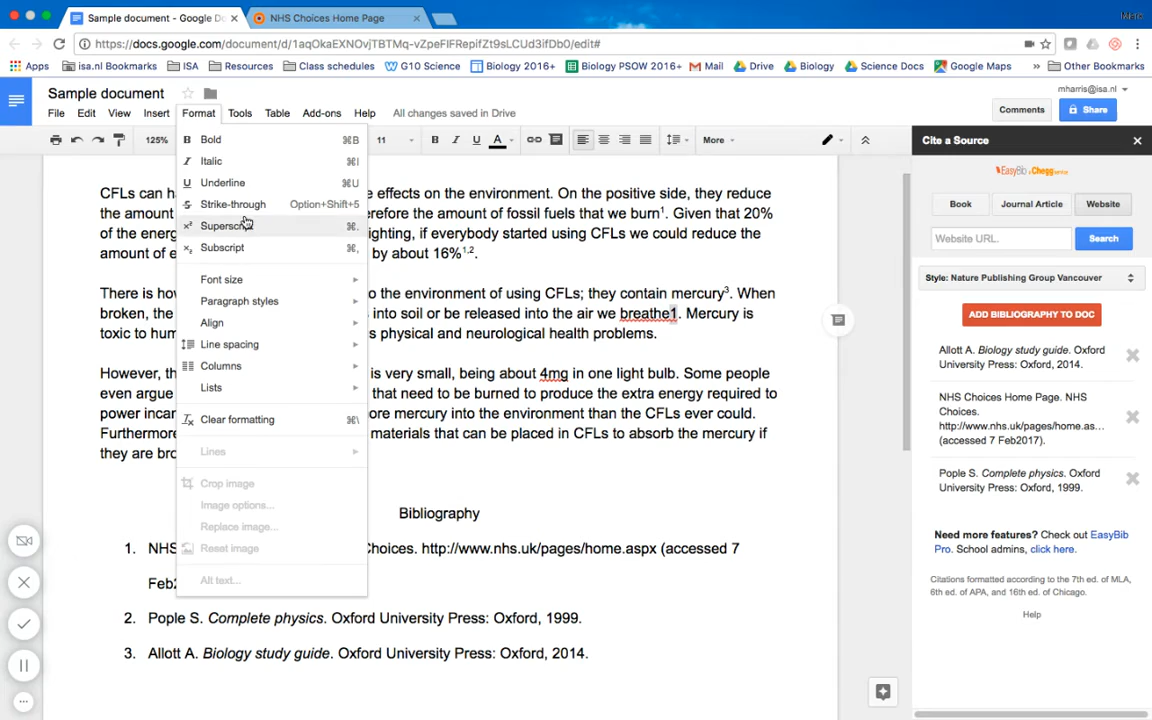 Sample document - Google Do ×
NHS Choices Home Page ×
Marc
https://docs.google.com/document/d/1aqOkaEXNOvjTBTMq-vZpeFIFRepifZt9sLCUd3ifDb0/edit#
Apps isa.nl Bookmarks ISA Resources Class schedules G10 Science Biology 2016+ Biology PSOW 2016+ Mail Drive Biology Science Docs Google Maps » Other Bookmarks
Sample document
mharris@isa.nl
File Edit View Insert Format Tools Table Add-ons Help All changes saved in Drive
Comments Share
125% 11 B I U A More
Bold ⌘B
Italic ⌘I
Underline ⌘U
Strike-through Option+Shift+5
Superscript ⌘.
Subscript ⌘,
Font size
Paragraph styles
Align
Line spacing
Columns
Lists
Clear formatting ⌘\
Lines
Crop image
Image options...
Replace image...
Reset image
Alt text...
CFLs can h e effects on the environment. On the positive side, they reduce
the amount erefore the amount of fossil fuels that we burn¹. Given that 20%
of the energ ghting, if everybody started using CFLs we could reduce the
amount of e by about 16%¹,².
There is how o the environment of using CFLs; they contain mercury³. When
broken, the into soil or be released into the air we breathe1. Mercury is
toxic to hum s physical and neurological health problems.
However, th is very small, being about 4mg in one light bulb. Some people
even argue that need to be burned to produce the extra energy required to
power incan ore mercury into the environment than the CFLs ever could.
Furthermore materials that can be placed in CFLs to absorb the mercury if
they are bro
Bibliography
1. NHS Choices. http://www.nhs.uk/pages/home.aspx (accessed 7
Feb2
2. Pople S. Complete physics. Oxford University Press: Oxford, 1999.
3. Allott A. Biology study guide. Oxford University Press: Oxford, 2014.
Cite a Source ×
EasyBib a Chegg service
Book Journal Article Website
Website URL. Search
Style: Nature Publishing Group Vancouver
ADD BIBLIOGRAPHY TO DOC
Allott A. Biology study guide. Oxford
University Press: Oxford, 2014.
NHS Choices Home Page. NHS
Choices.
http://www.nhs.uk/pages/home.as...
(accessed 7 Feb2017).
Pople S. Complete physics. Oxford
University Press: Oxford, 1999.
Need more features? Check out EasyBib
Pro. School admins, click here.
Citations formatted according to the 7th ed. of MLA,
6th ed. of APA, and 16th ed. of Chicago.
Help